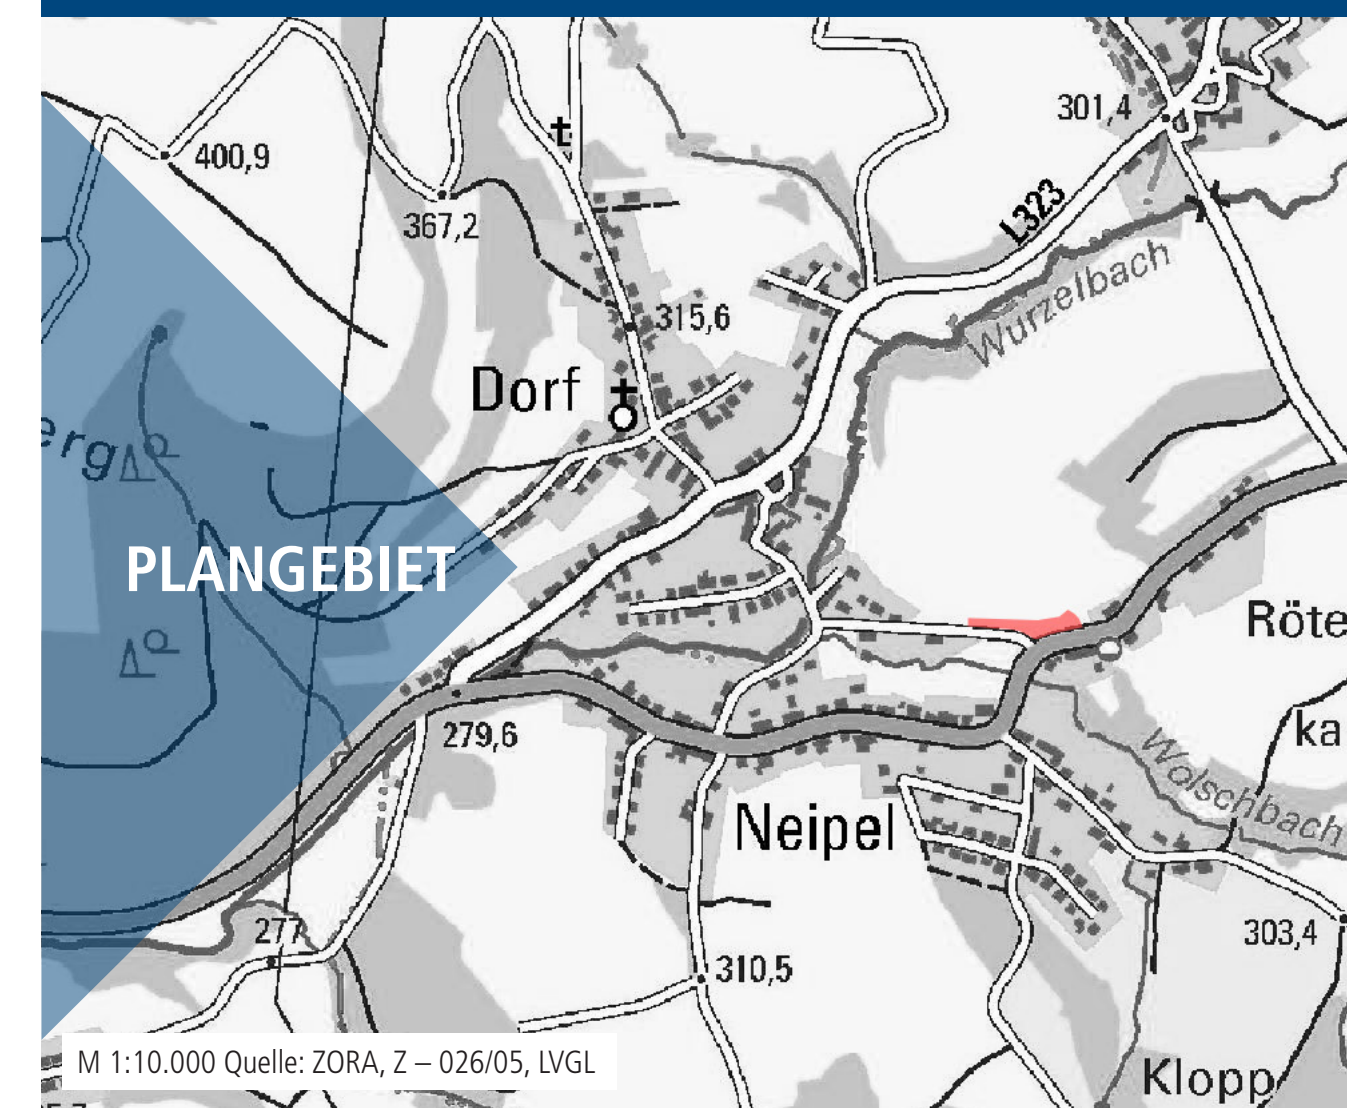 301,4
400,9
L323
367,2
Wurzelbach
315,6
Dorf
erg
PLANGEBIET
Röte
279,6
ka
Wolschbach
Neipel
277
303,4
310,5
M 1:10.000 Quelle: ZORA, Z – 026/05, LVGL
Klopp